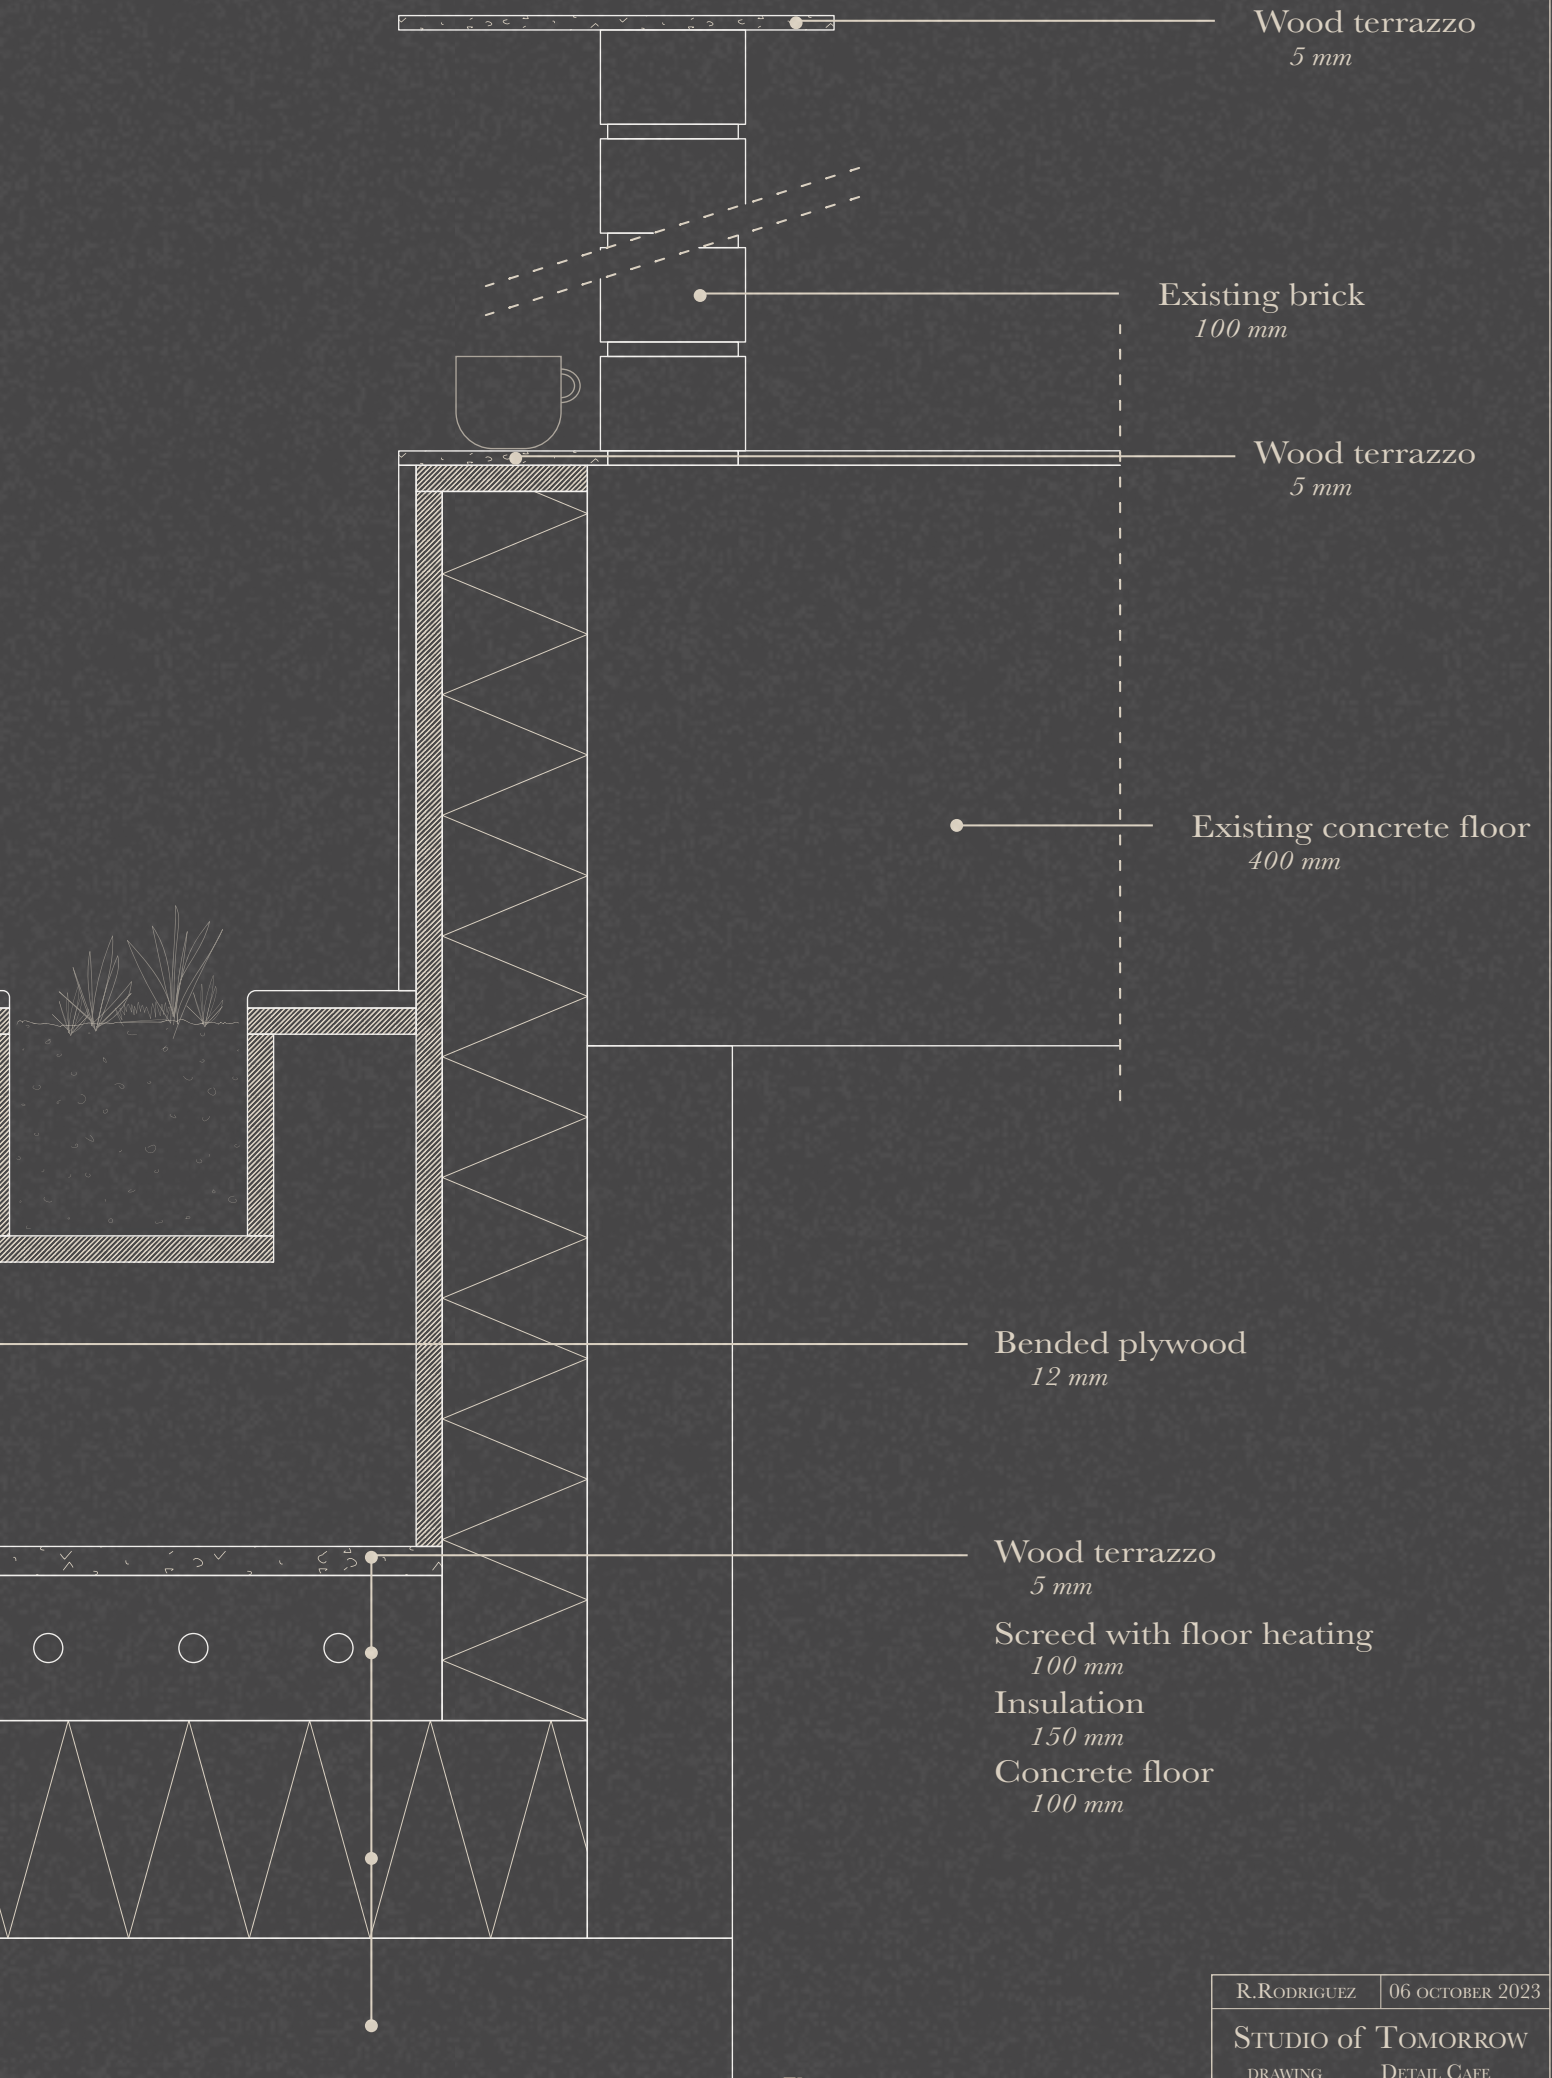 Wood terrazzo
5 mm
Existing brick
100 mm
Wood terrazzo
5 mm
Existing concrete floor
400 mm
Bended plywood
12 mm
Wood terrazzo
5 mm
Screed with floor heating
100 mm
Insulation
150 mm
Concrete floor
100 mm
R.Rodriguez 06 october 2023
Studio of Tomorrow
drawing Detail Cafe